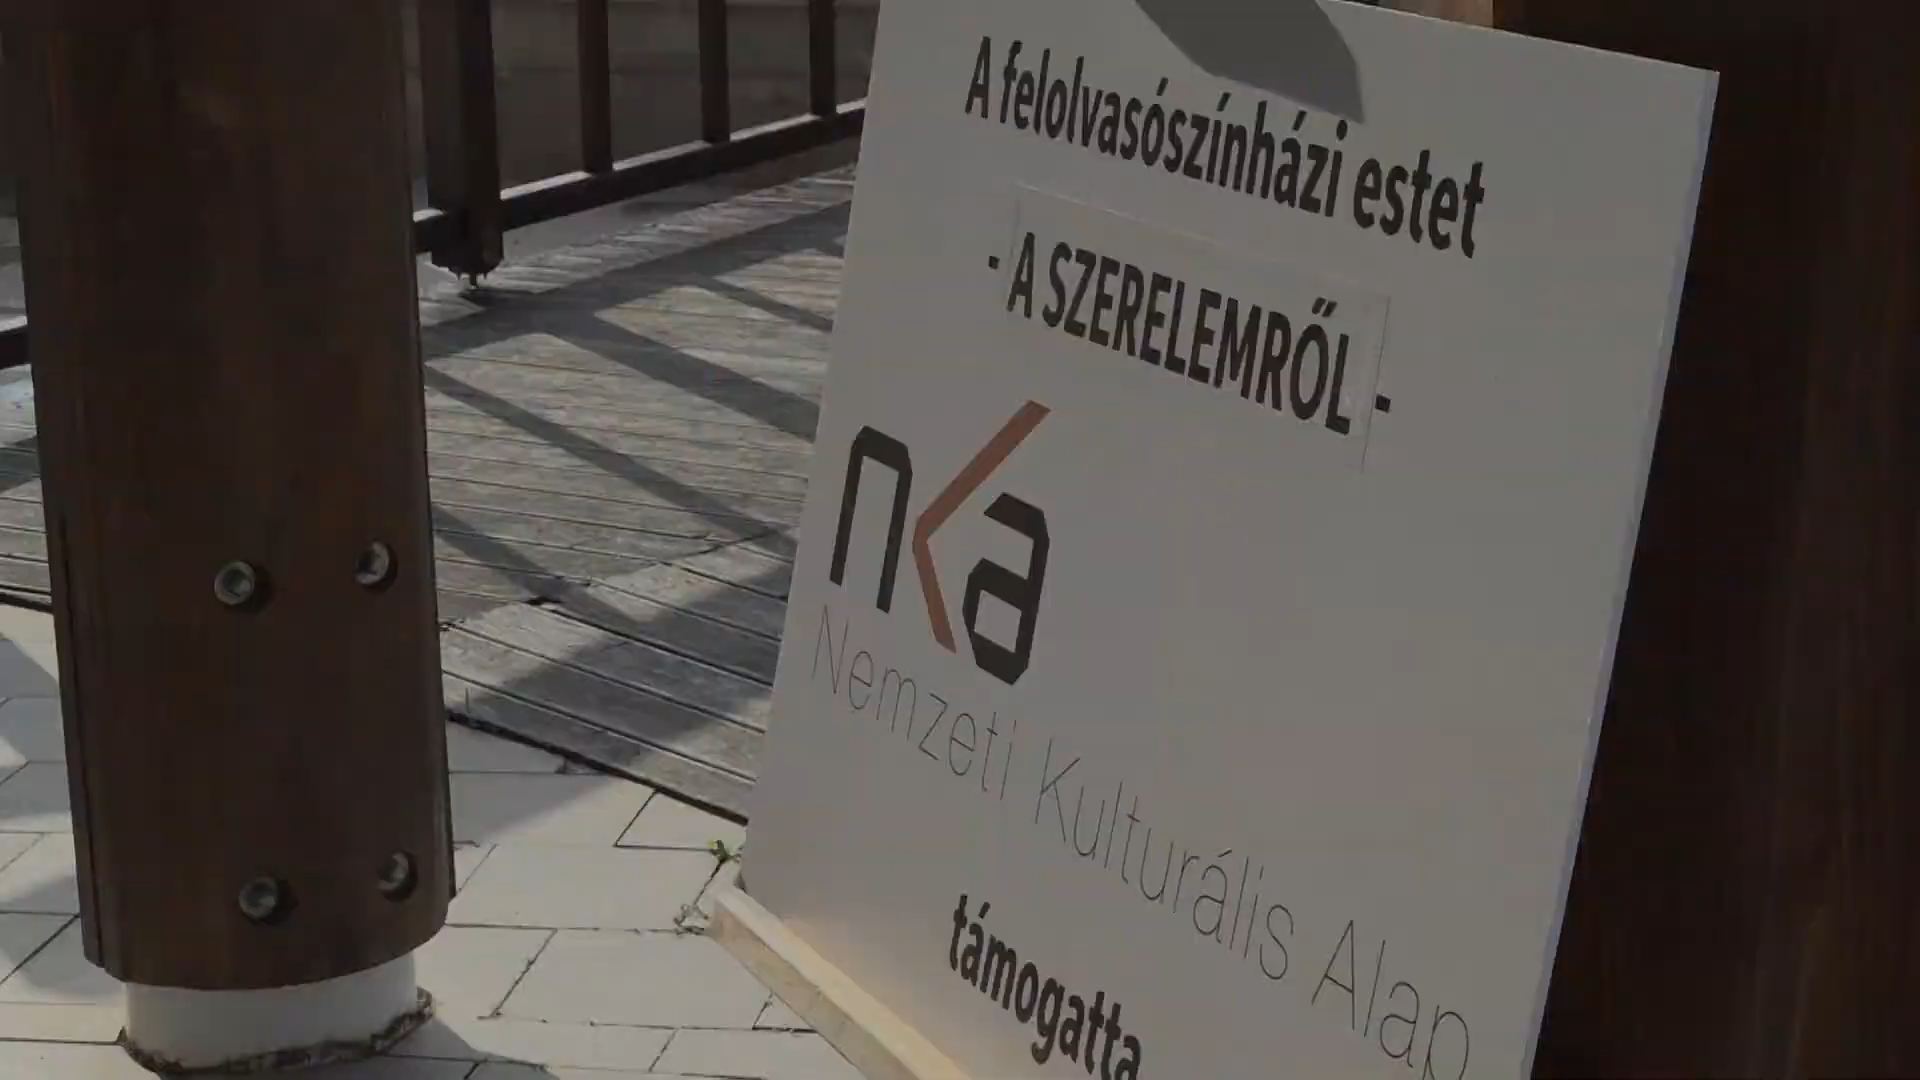 A felolvasószínházi estet
- A SZERELEMRŐL -
nka
Nemzeti Kulturális Alap
támogatta